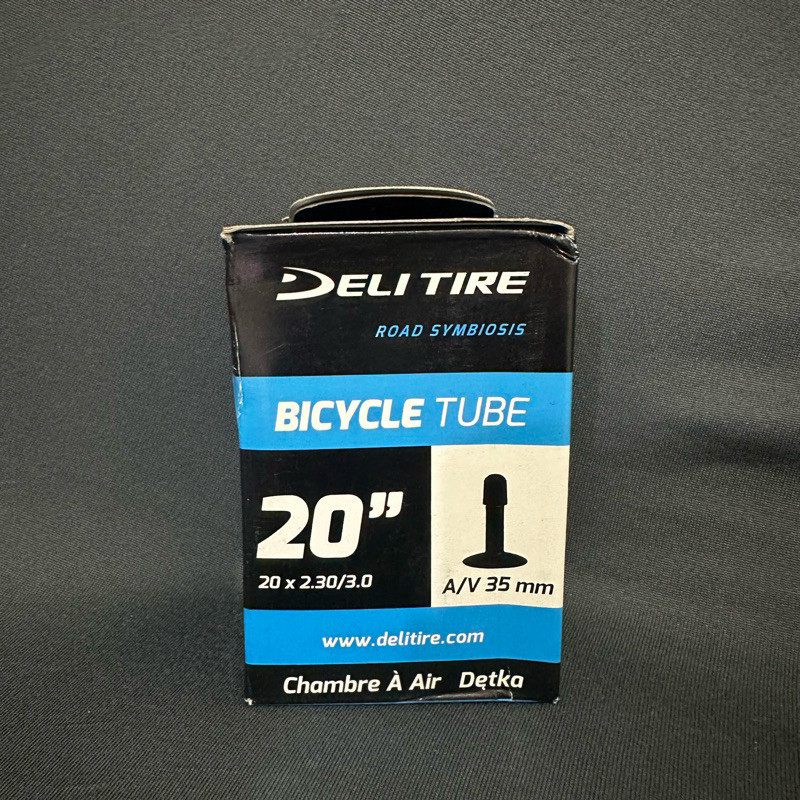 DELI TIRE
ROAD SYMBIOSIS
BICYCLE TUBE
20”
20 x 2.30/3.0
A/V 35 mm
www.delitire.com
Chambre À Air Dętka